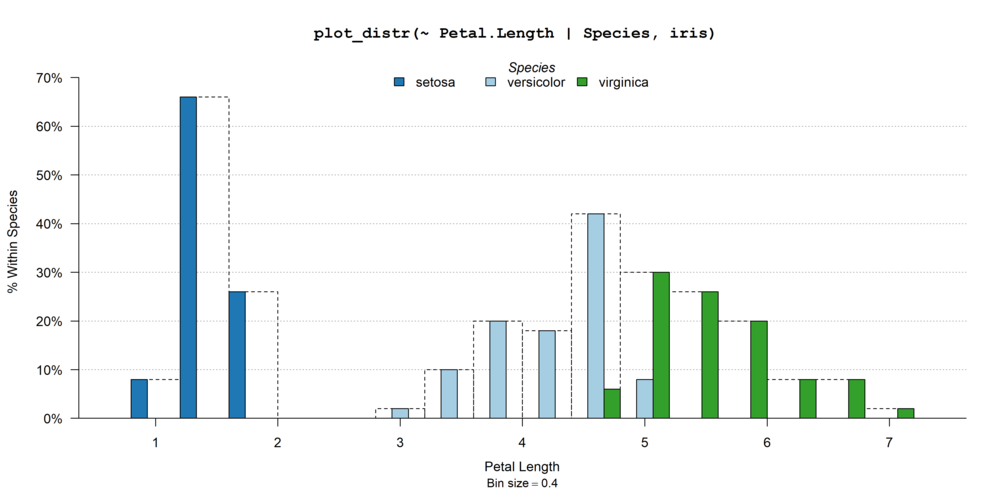 plot_distr(~ Petal.Length | Species, iris)
Species
setosa versicolor virginica
70%
60%
50%
40%
30%
20%
10%
0%
% Within Species
1 2 3 4 5 6 7
Petal Length
Bin size = 0.4